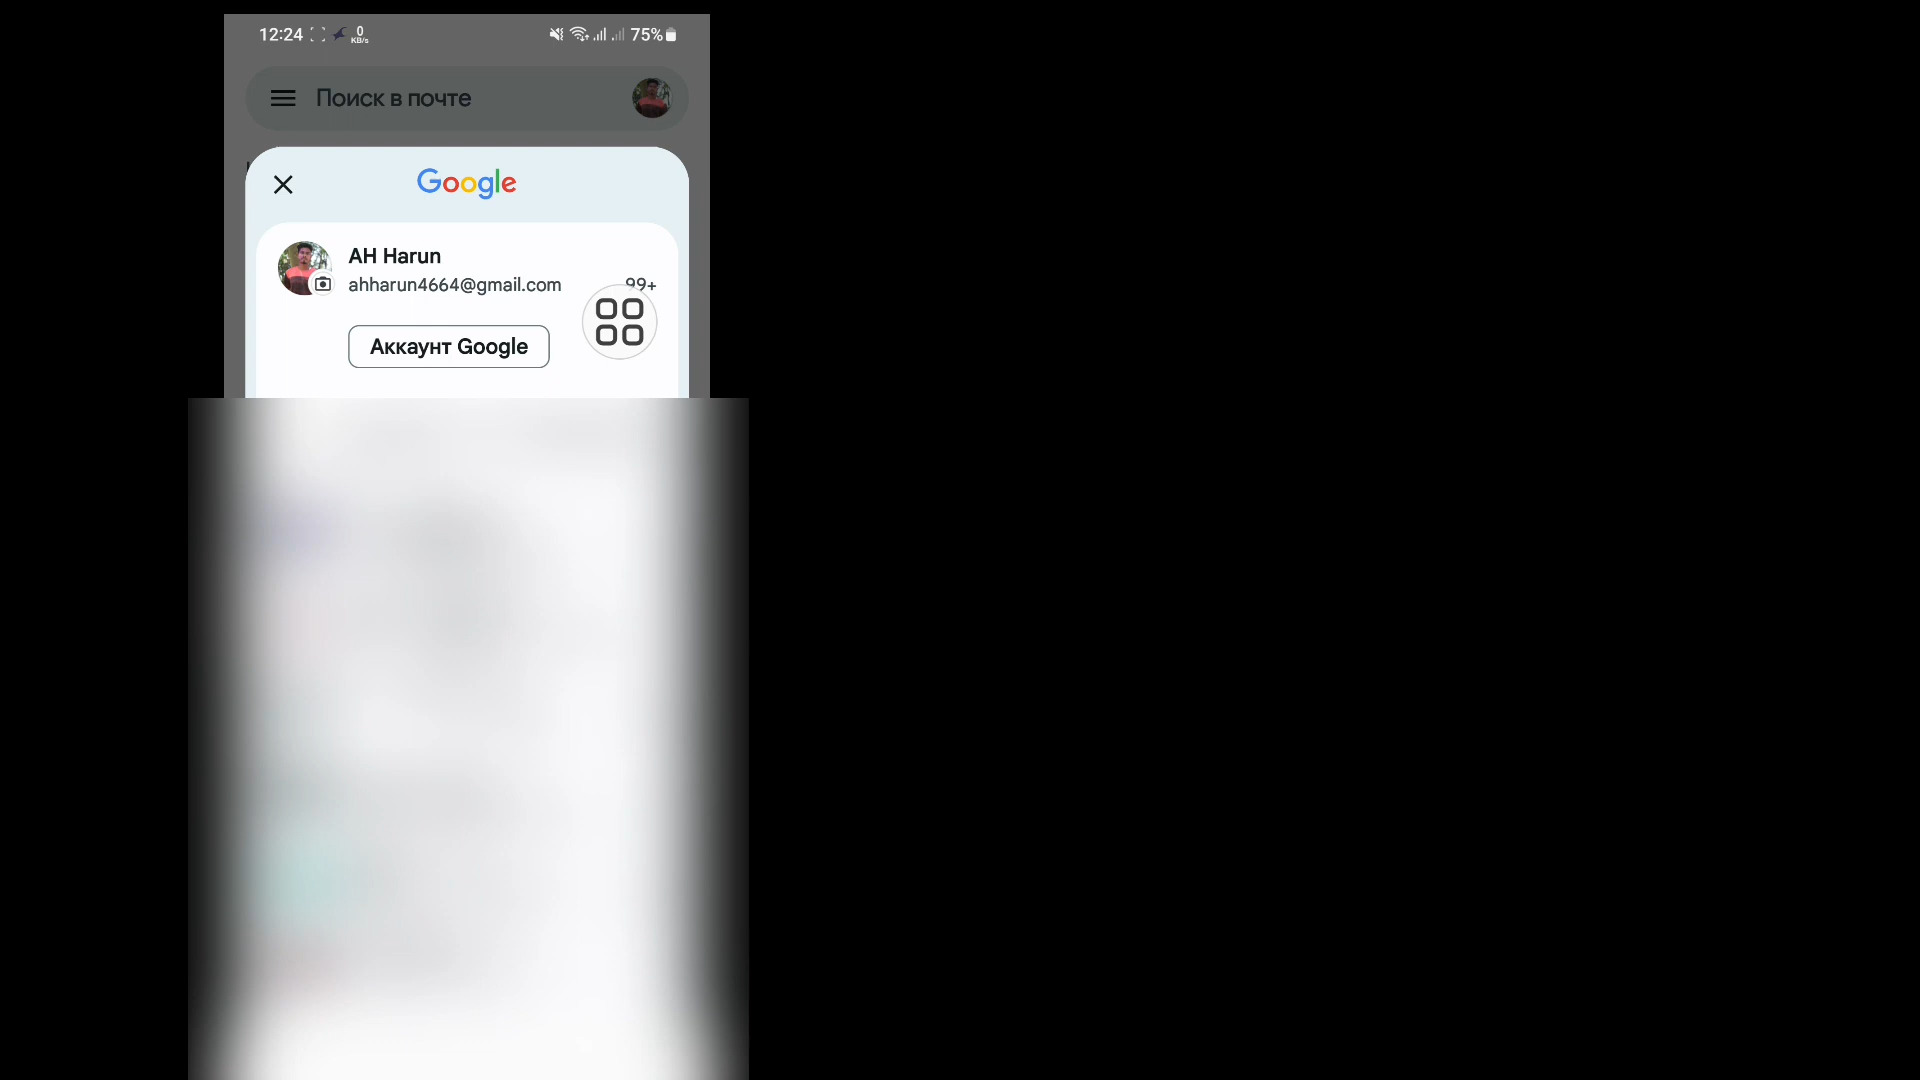 12:24 0 KB/s 75%
Поиск в почте
Google
AH Harun
ahharun4664@gmail.com 99+
Аккаунт Google